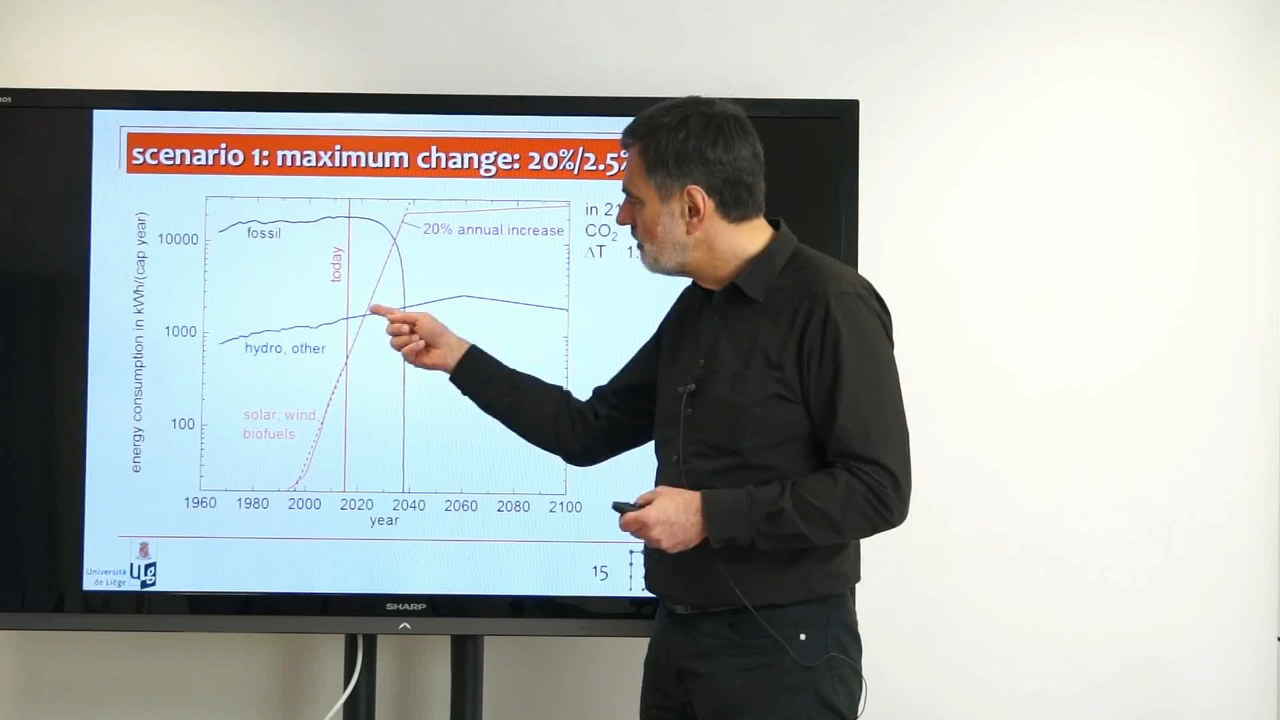 scenario 1: maximum change: 20%/2.5%
in 21
CO2
ΔT 1
energy consumption in kWh/(cap year)
10000
1000
100
fossil
today
20% annual increase
hydro, other
solar, wind,
biofuels
1960 1980 2000 2020 2040 2060 2080 2100
year
Université
de Liège
15
SHARP